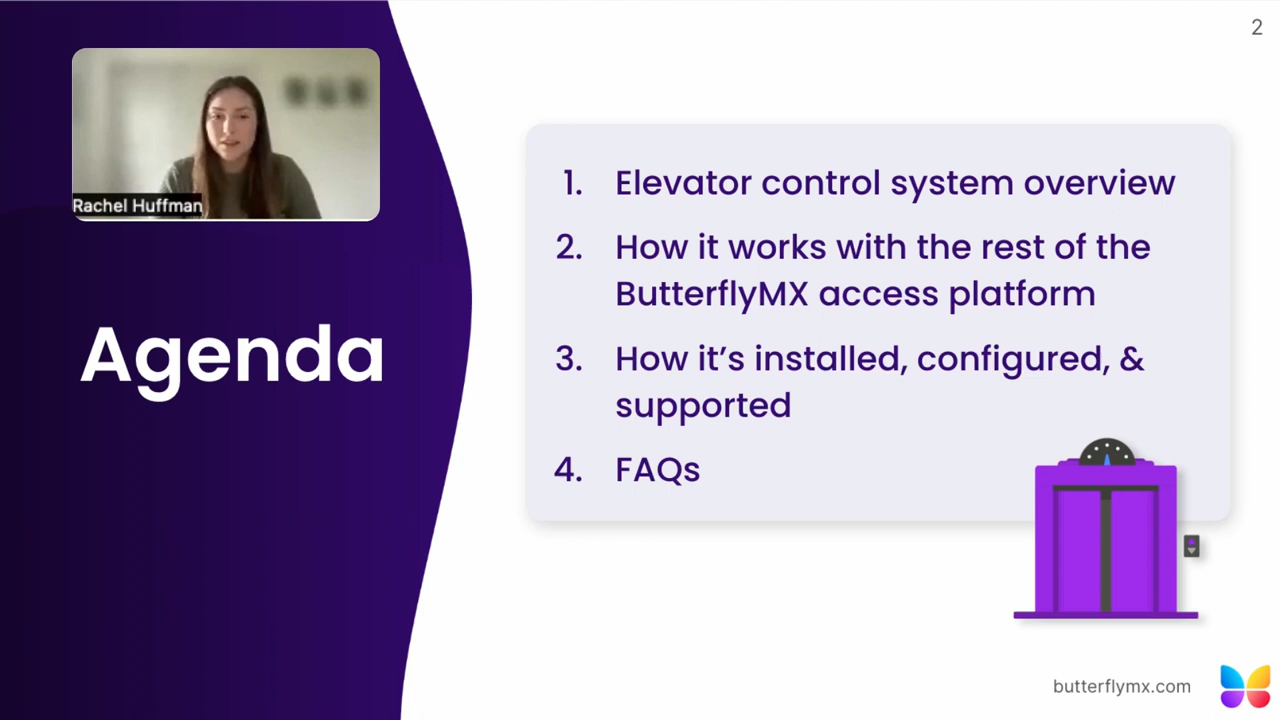 2
Rachel Huffman
Agenda
1. Elevator control system overview
2. How it works with the rest of the
ButterflyMX access platform
3. How it’s installed, configured, &
supported
4. FAQs
butterflymx.com